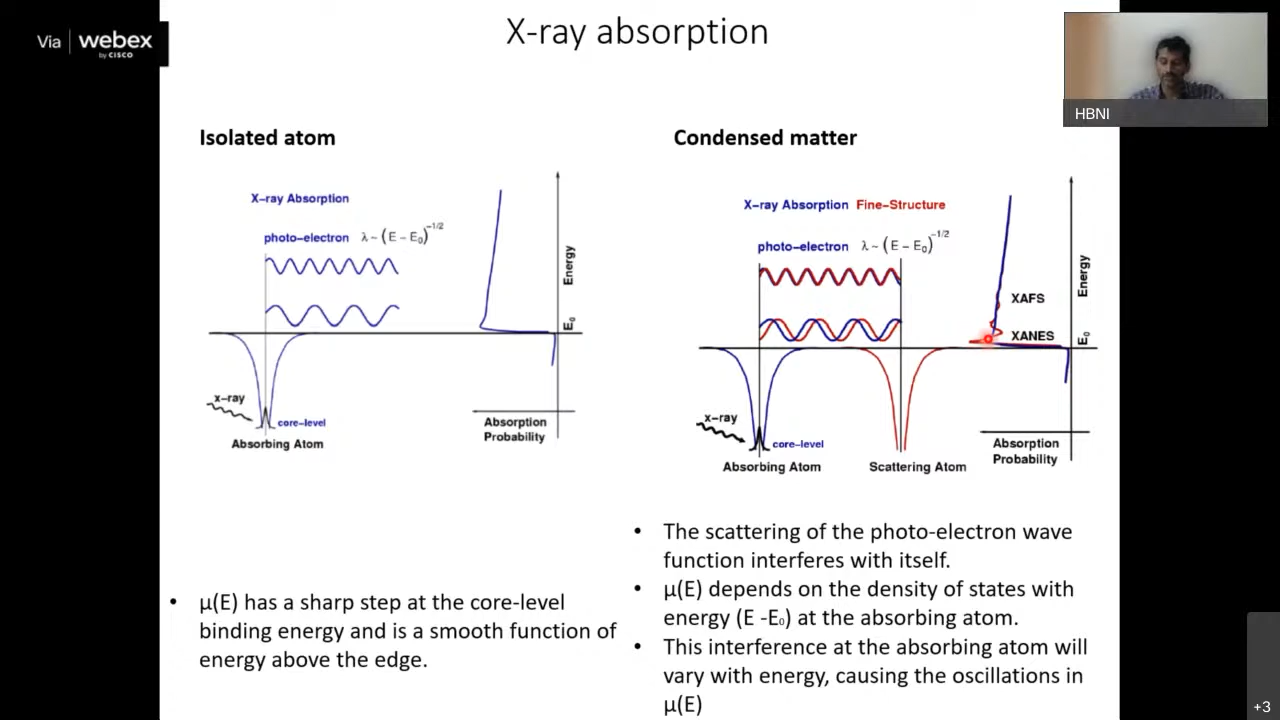 Via webex
by CISCO
X-ray absorption
HBNI
Isolated atom
X-ray Absorption
photo-electron λ ~ (E - E₀)^-1/2
Energy
E₀
x-ray
core-level
Absorbing Atom
Absorption
Probability
• μ(E) has a sharp step at the core-level
binding energy and is a smooth function of
energy above the edge.
Condensed matter
X-ray Absorption Fine-Structure
photo-electron λ ~ (E - E₀)^-1/2
Energy
XAFS
XANES
E₀
x-ray
core-level
Absorbing Atom
Scattering Atom
Absorption
Probability
• The scattering of the photo-electron wave
function interferes with itself.
• μ(E) depends on the density of states with
energy (E -E₀) at the absorbing atom.
• This interference at the absorbing atom will
vary with energy, causing the oscillations in
μ(E)
+3